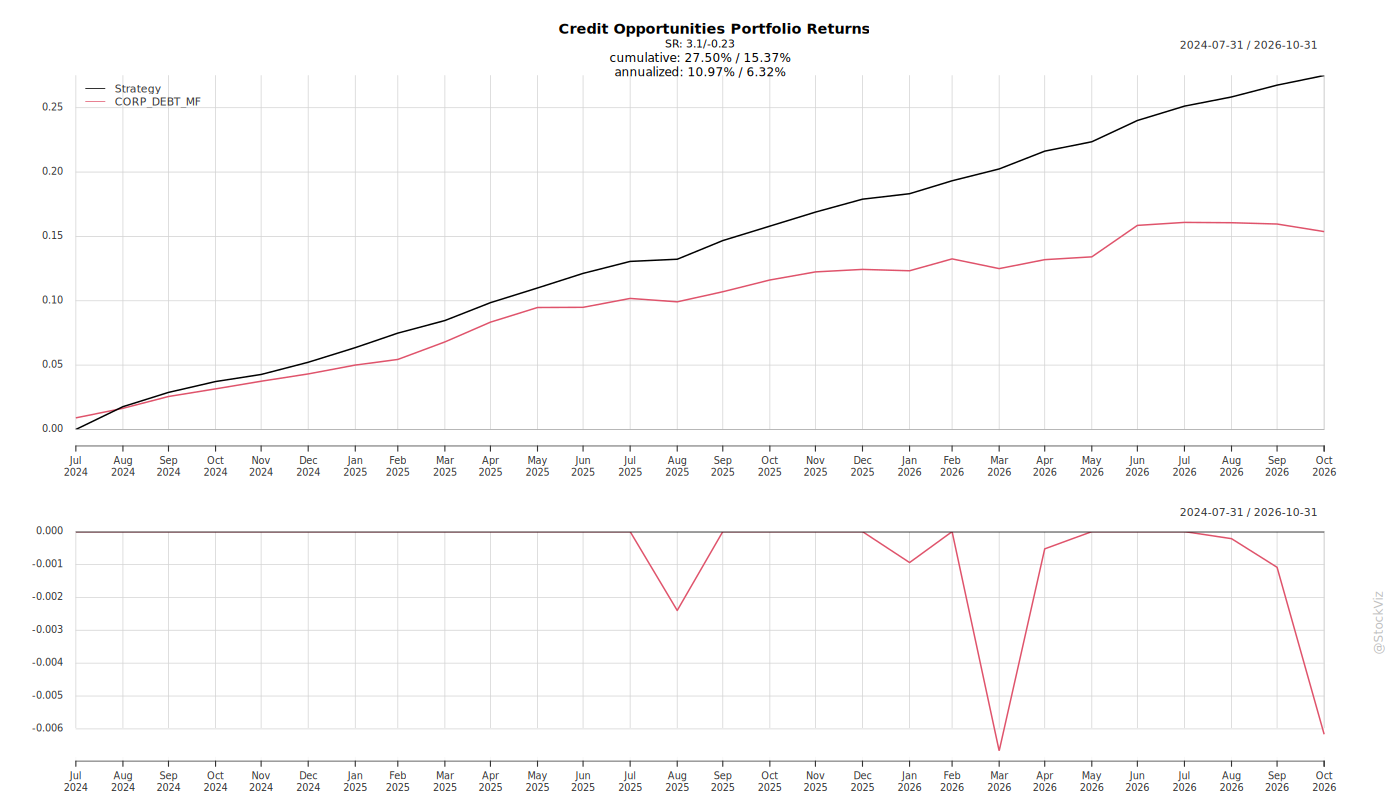 Credit Opportunities Portfolio Returns
SR: 3.1/-0.23
cumulative: 27.50% / 15.37%
annualized: 10.97% / 6.32%
2024-07-31 / 2026-10-31
Strategy
CORP_DEBT_MF
0.25
0.20
0.15
0.10
0.05
0.00
Jul Aug Sep Oct Nov Dec Jan Feb Mar Apr May Jun Jul Aug Sep Oct Nov Dec Jan Feb Mar Apr May Jun Jul Aug Sep Oct
2024 2024 2024 2024 2024 2024 2025 2025 2025 2025 2025 2025 2025 2025 2025 2025 2025 2025 2026 2026 2026 2026 2026 2026 2026 2026 2026 2026
2024-07-31 / 2026-10-31
0.000
-0.001
-0.002
-0.003
-0.004
-0.005
-0.006
Jul Aug Sep Oct Nov Dec Jan Feb Mar Apr May Jun Jul Aug Sep Oct Nov Dec Jan Feb Mar Apr May Jun Jul Aug Sep Oct
2024 2024 2024 2024 2024 2024 2025 2025 2025 2025 2025 2025 2025 2025 2025 2025 2025 2025 2026 2026 2026 2026 2026 2026 2026 2026 2026 2026
@StockViz